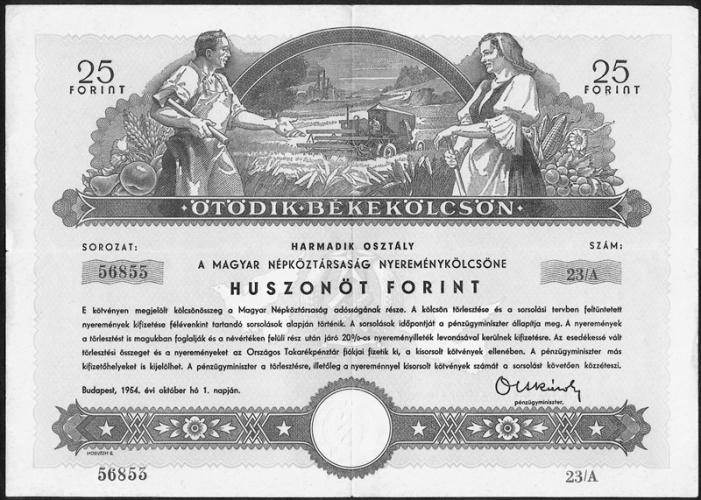 25 FORINT
25 FORINT
· ÖTÖDIK · BÉKEKÖLCSÖN ·
SOROZAT:
HARMADIK OSZTÁLY
SZÁM:
56855
A MAGYAR NÉPKÖZTÁRSASÁG NYEREMÉNYKÖLCSÖNE
23/A
HUSZONÖT FORINT
E kötvényen megjelölt kölcsönösszeg a Magyar Népköztársaság adósságának része. A kölcsön törlesztése és a sorsolási tervben feltüntetett
nyeremények kifizetése félévenkint tartandó sorsolások alapján történik. A sorsolások időpontját a pénzügyminiszter állapítja meg. A nyeremények
a törlesztést is magukban foglalják és a névértéken felüli rész után járó 20%-os nyereményilleték levonásával kerülnek kifizetésre. Az esedékessé vált
törlesztési összeget és a nyereményeket az Országos Takarékpénztár fiókjai fizetik ki, a kisorsolt kötvények ellenében. A pénzügyminiszter más
kifizetőhelyeket is kijelölhet. A pénzügyminiszter a törlesztésre, illetőleg a nyereménnyel kisorsolt kötvények számát a sorsolást követően közzéteszi.
Budapest, 1954. évi október hó 1. napján.
pénzügyminiszter.
HORVÁTH E.
56855
23/A